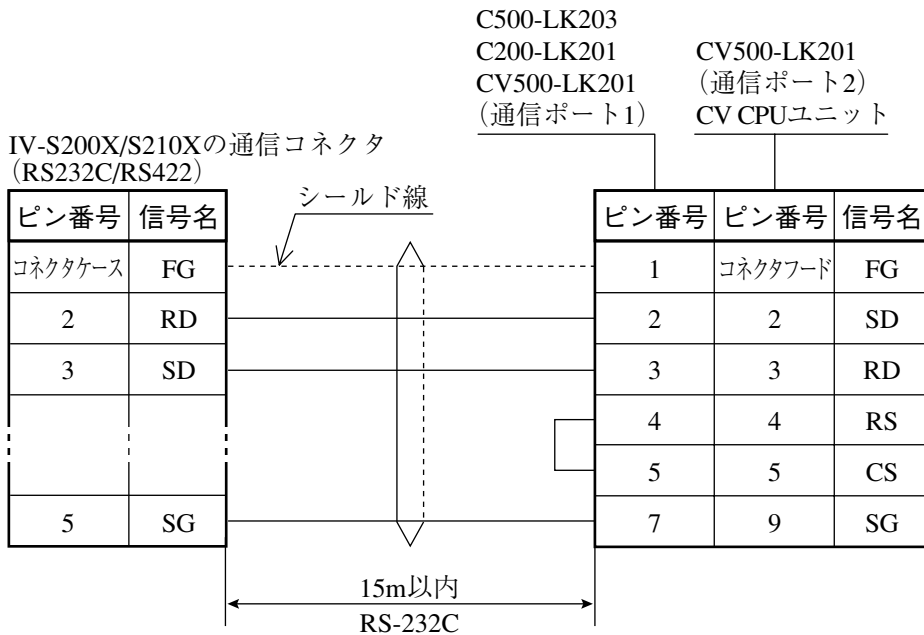 C500-LK203
C200-LK201
CV500-LK201
（通信ポート1）
CV500-LK201
（通信ポート2）
CV CPUユニット
IV-S200X/S210Xの通信コネクタ
（RS232C/RS422）
シールド線
ピン番号 信号名
コネクタケース FG
2 RD
3 SD
5 SG
ピン番号 ピン番号 信号名
1 コネクタフード FG
2 2 SD
3 3 RD
4 4 RS
5 5 CS
7 9 SG
15m以内
RS-232C